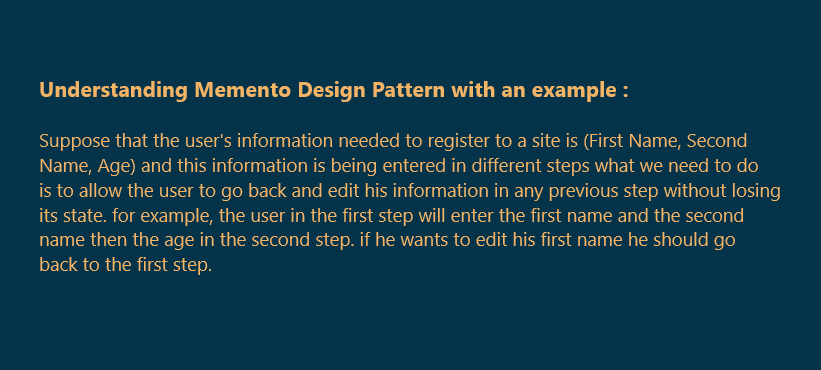 Understanding Memento Design Pattern with an example :
Suppose that the user's information needed to register to a site is (First Name, Second
Name, Age) and this information is being entered in different steps what we need to do
is to allow the user to go back and edit his information in any previous step without losing
its state. for example, the user in the first step will enter the first name and the second
name then the age in the second step. if he wants to edit his first name he should go
back to the first step.